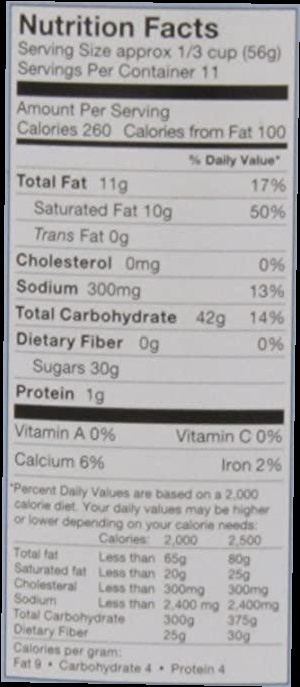 Nutrition Facts
Serving Size approx 1/3 cup (56g)
Servings Per Container 11
Amount Per Serving
Calories 260 Calories from Fat 100
% Daily Value*
Total Fat 11g 17%
Saturated Fat 10g 50%
Trans Fat 0g
Cholesterol 0mg 0%
Sodium 300mg 13%
Total Carbohydrate 42g 14%
Dietary Fiber 0g 0%
Sugars 30g
Protein 1g
Vitamin A 0% Vitamin C 0%
Calcium 6% Iron 2%
*Percent Daily Values are based on a 2,000
calorie diet. Your daily values may be higher
or lower depending on your calorie needs:
Calories: 2,000 2,500
Total fat Less than 65g 80g
Saturated fat Less than 20g 25g
Cholesteral Less than 300mg 300mg
Sodium Less than 2,400 mg 2,400mg
Total Carbohydrate 300g 375g
Dietary Fiber 25g 30g
Calories per gram:
Fat 9 • Carbohydrate 4 • Protein 4